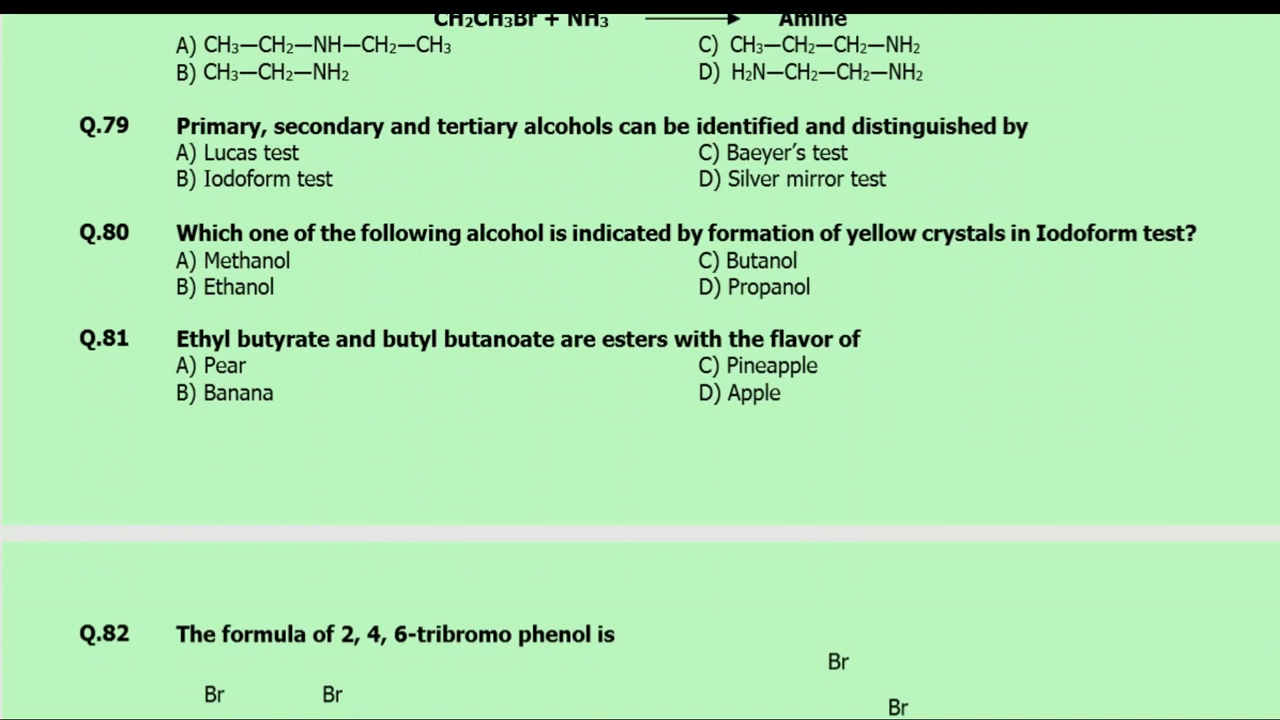 CH₂CH₃Br + NH₃ ⟶ Amine
A) CH₃—CH₂—NH—CH₂—CH₃ C) CH₃—CH₂—CH₂—NH₂
B) CH₃—CH₂—NH₂ D) H₂N—CH₂—CH₂—NH₂
Q.79 Primary, secondary and tertiary alcohols can be identified and distinguished by
A) Lucas test C) Baeyer’s test
B) Iodoform test D) Silver mirror test
Q.80 Which one of the following alcohol is indicated by formation of yellow crystals in Iodoform test?
A) Methanol C) Butanol
B) Ethanol D) Propanol
Q.81 Ethyl butyrate and butyl butanoate are esters with the flavor of
A) Pear C) Pineapple
B) Banana D) Apple
Q.82 The formula of 2, 4, 6-tribromo phenol is
Br
Br Br
Br